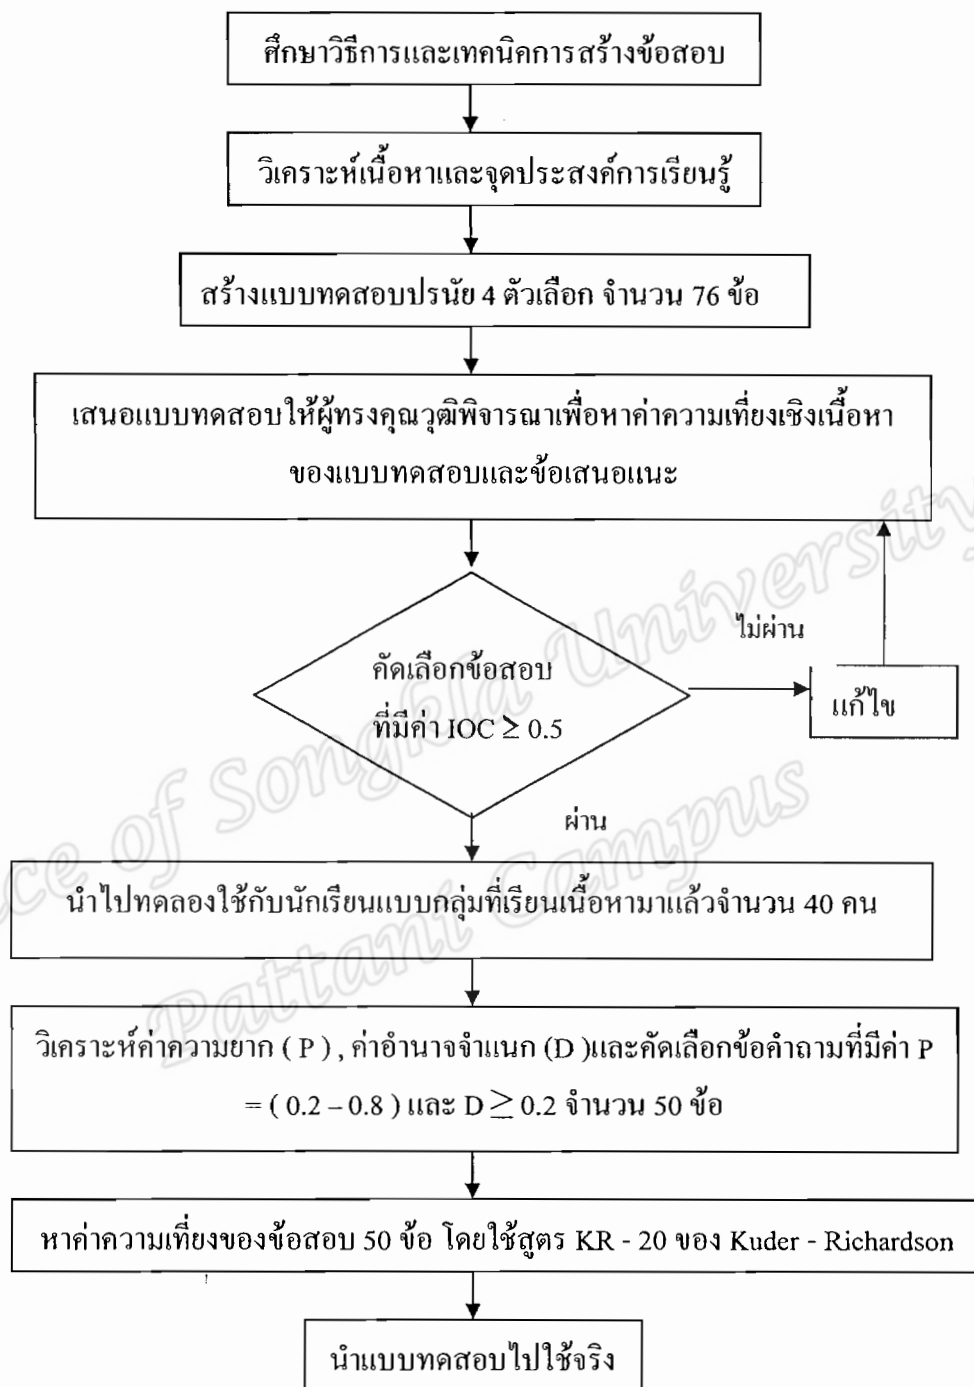 ศึกษาวิธีการและเทคนิคการสร้างข้อสอบ
วิเคราะห์เนื้อหาและจุดประสงค์การเรียนรู้
สร้างแบบทดสอบปรนัย 4 ตัวเลือก จำนวน 76 ข้อ
เสนอแบบทดสอบให้ผู้ทรงคุณวุฒิพิจารณาเพื่อหาค่าความเที่ยงเชิงเนื้อหา
ของแบบทดสอบและข้อเสนอแนะ
ไม่ผ่าน
คัดเลือกข้อสอบ
ที่มีค่า IOC ≥ 0.5
แก้ไข
ผ่าน
นำไปทดลองใช้กับนักเรียนแบบกลุ่มที่เรียนเนื้อหามาแล้วจำนวน 40 คน
วิเคราะห์ค่าความยาก ( P ) , ค่าอำนาจจำแนก (D )และคัดเลือกข้อคำถามที่มีค่า P
= ( 0.2 – 0.8 ) และ D ≥ 0.2 จำนวน 50 ข้อ
หาค่าความเที่ยงของข้อสอบ 50 ข้อ โดยใช้สูตร KR - 20 ของ Kuder - Richardson
นำแบบทดสอบไปใช้จริง
ce of Songkla University
Pattani Campus